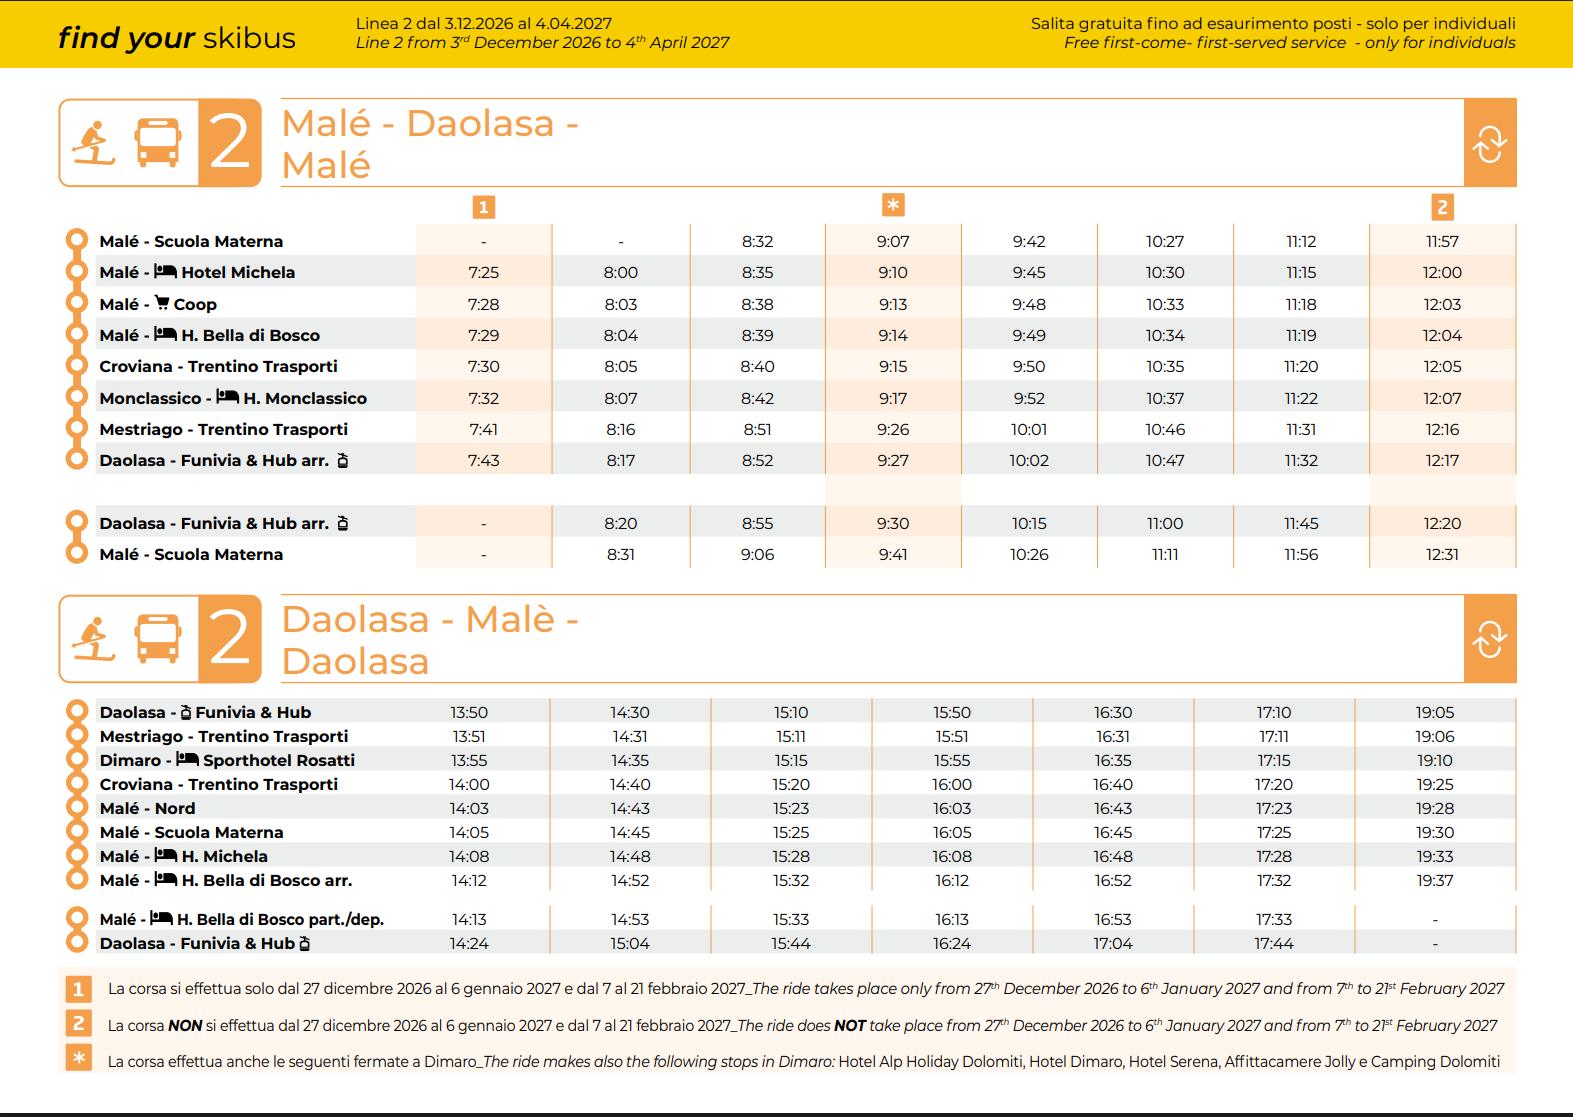 find your skibus
Linea 2 dal 3.12.2026 al 4.04.2027
Line 2 from 3rd December 2026 to 4th April 2027
Salita gratuita fino ad esaurimento posti - solo per individuali
Free first-come- first-served service - only for individuals
2
Malé - Daolasa -
Malé
1 * 2
Malé - Scuola Materna - - 8:32 9:07 9:42 10:27 11:12 11:57
Malé - Hotel Michela 7:25 8:00 8:35 9:10 9:45 10:30 11:15 12:00
Malé - Coop 7:28 8:03 8:38 9:13 9:48 10:33 11:18 12:03
Malé - H. Bella di Bosco 7:29 8:04 8:39 9:14 9:49 10:34 11:19 12:04
Croviana - Trentino Trasporti 7:30 8:05 8:40 9:15 9:50 10:35 11:20 12:05
Monclassico - H. Monclassico 7:32 8:07 8:42 9:17 9:52 10:37 11:22 12:07
Mestriago - Trentino Trasporti 7:41 8:16 8:51 9:26 10:01 10:46 11:31 12:16
Daolasa - Funivia & Hub arr. 7:43 8:17 8:52 9:27 10:02 10:47 11:32 12:17
Daolasa - Funivia & Hub arr. - 8:20 8:55 9:30 10:15 11:00 11:45 12:20
Malé - Scuola Materna - 8:31 9:06 9:41 10:26 11:11 11:56 12:31
2
Daolasa - Malè -
Daolasa
Daolasa - Funivia & Hub 13:50 14:30 15:10 15:50 16:30 17:10 19:05
Mestriago - Trentino Trasporti 13:51 14:31 15:11 15:51 16:31 17:11 19:06
Dimaro - Sporthotel Rosatti 13:55 14:35 15:15 15:55 16:35 17:15 19:10
Croviana - Trentino Trasporti 14:00 14:40 15:20 16:00 16:40 17:20 19:25
Malé - Nord 14:03 14:43 15:23 16:03 16:43 17:23 19:28
Malé - Scuola Materna 14:05 14:45 15:25 16:05 16:45 17:25 19:30
Malé - H. Michela 14:08 14:48 15:28 16:08 16:48 17:28 19:33
Malé - H. Bella di Bosco arr. 14:12 14:52 15:32 16:12 16:52 17:32 19:37
Malé - H. Bella di Bosco part./dep. 14:13 14:53 15:33 16:13 16:53 17:33 -
Daolasa - Funivia & Hub 14:24 15:04 15:44 16:24 17:04 17:44 -
1 La corsa si effettua solo dal 27 dicembre 2026 al 6 gennaio 2027 e dal 7 al 21 febbraio 2027_The ride takes place only from 27th December 2026 to 6th January 2027 and from 7th to 21st February 2027
2 La corsa NON si effettua dal 27 dicembre 2026 al 6 gennaio 2027 e dal 7 al 21 febbraio 2027_The ride does NOT take place from 27th December 2026 to 6th January 2027 and from 7th to 21st February 2027
* La corsa effettua anche le seguenti fermate a Dimaro_The ride makes also the following stops in Dimaro: Hotel Alp Holiday Dolomiti, Hotel Dimaro, Hotel Serena, Affittacamere Jolly e Camping Dolomiti